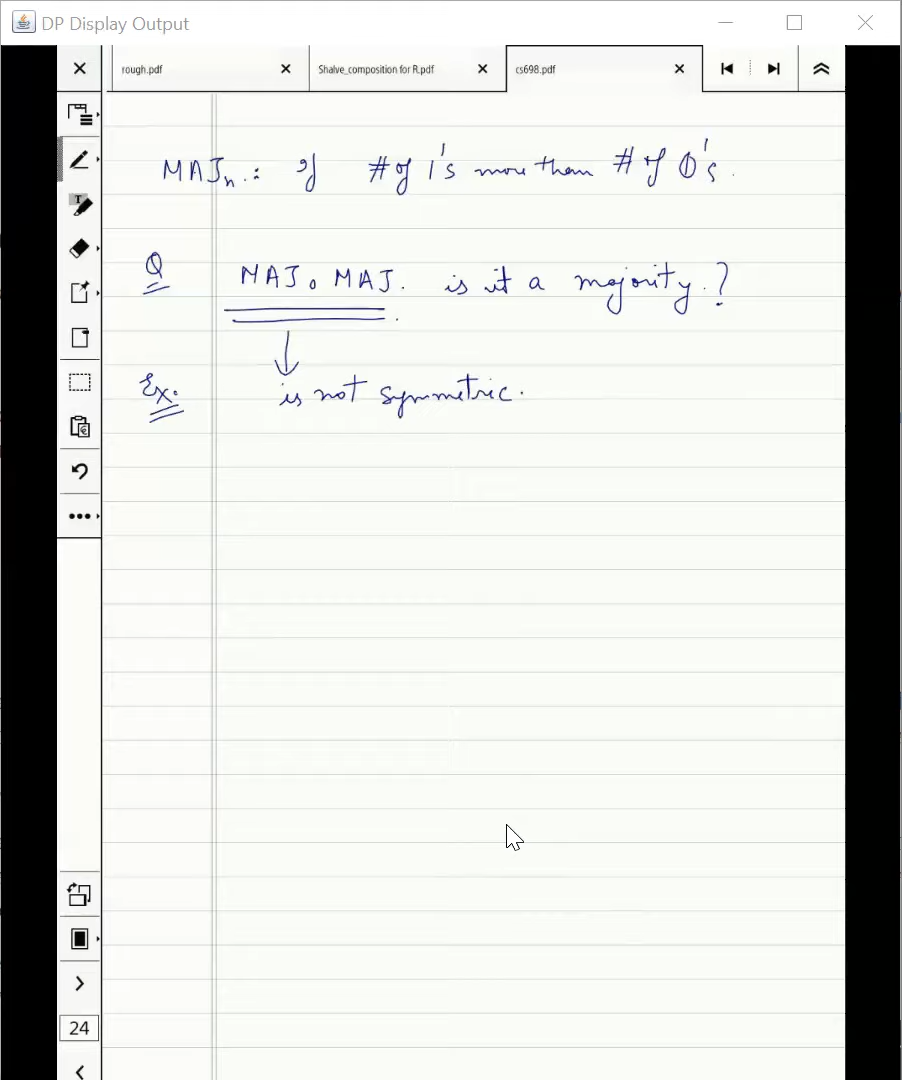 DP Display Output
rough.pdf Shalve_composition for R.pdf cs698.pdf
MAJn : If # of 1's more than # of 0's.
Q MAJ o MAJ. is it a majority?
Ex. is not symmetric.
24